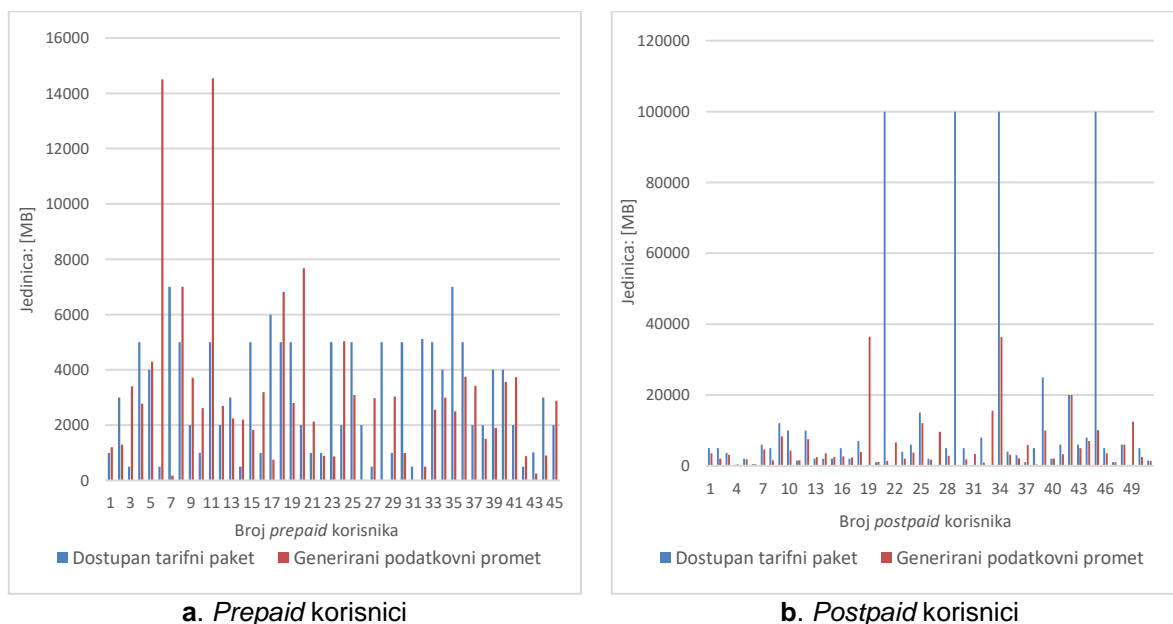 16000
14000
12000
10000
8000
6000
4000
2000
0
Jedinica: [MB]
1 3 5 7 9 11 13 15 17 19 21 23 25 27 29 31 33 35 37 39 41 43 45
Broj prepaid korisnika
Dostupan tarifni paket Generirani podatkovni promet
a. Prepaid korisnici
120000
100000
80000
60000
40000
20000
0
Jedinica: [MB]
1 4 7 10 13 16 19 22 25 28 31 34 37 40 43 46 49
Broj postpaid korisnika
Dostupan tarifni paket Generirani podatkovni promet
b. Postpaid korisnici